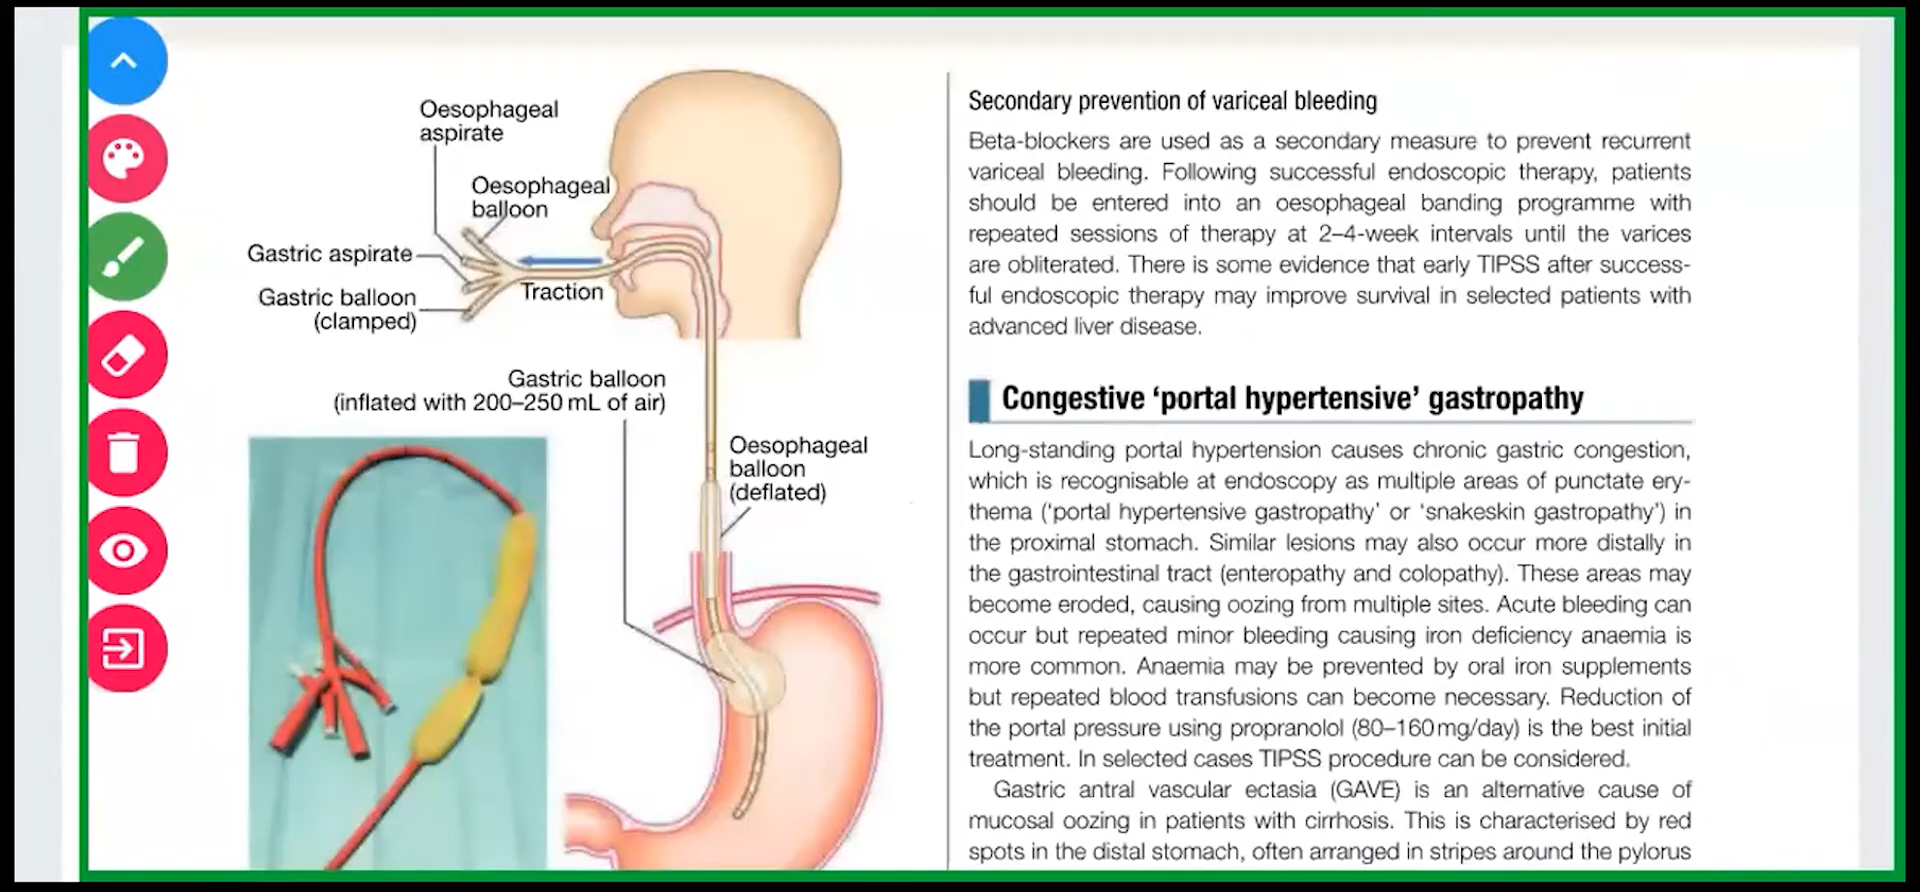 Oesophageal
aspirate
Oesophageal
balloon
Gastric aspirate
Gastric balloon
(clamped)
Traction
Gastric balloon
(inflated with 200–250 mL of air)
Oesophageal
balloon
(deflated)
Secondary prevention of variceal bleeding
Beta-blockers are used as a secondary measure to prevent recurrent
variceal bleeding. Following successful endoscopic therapy, patients
should be entered into an oesophageal banding programme with
repeated sessions of therapy at 2–4-week intervals until the varices
are obliterated. There is some evidence that early TIPSS after success-
ful endoscopic therapy may improve survival in selected patients with
advanced liver disease.
Congestive ‘portal hypertensive’ gastropathy
Long-standing portal hypertension causes chronic gastric congestion,
which is recognisable at endoscopy as multiple areas of punctate ery-
thema (‘portal hypertensive gastropathy’ or ‘snakeskin gastropathy’) in
the proximal stomach. Similar lesions may also occur more distally in
the gastrointestinal tract (enteropathy and colopathy). These areas may
become eroded, causing oozing from multiple sites. Acute bleeding can
occur but repeated minor bleeding causing iron deficiency anaemia is
more common. Anaemia may be prevented by oral iron supplements
but repeated blood transfusions can become necessary. Reduction of
the portal pressure using propranolol (80–160 mg/day) is the best initial
treatment. In selected cases TIPSS procedure can be considered.
Gastric antral vascular ectasia (GAVE) is an alternative cause of
mucosal oozing in patients with cirrhosis. This is characterised by red
spots in the distal stomach, often arranged in stripes around the pylorus